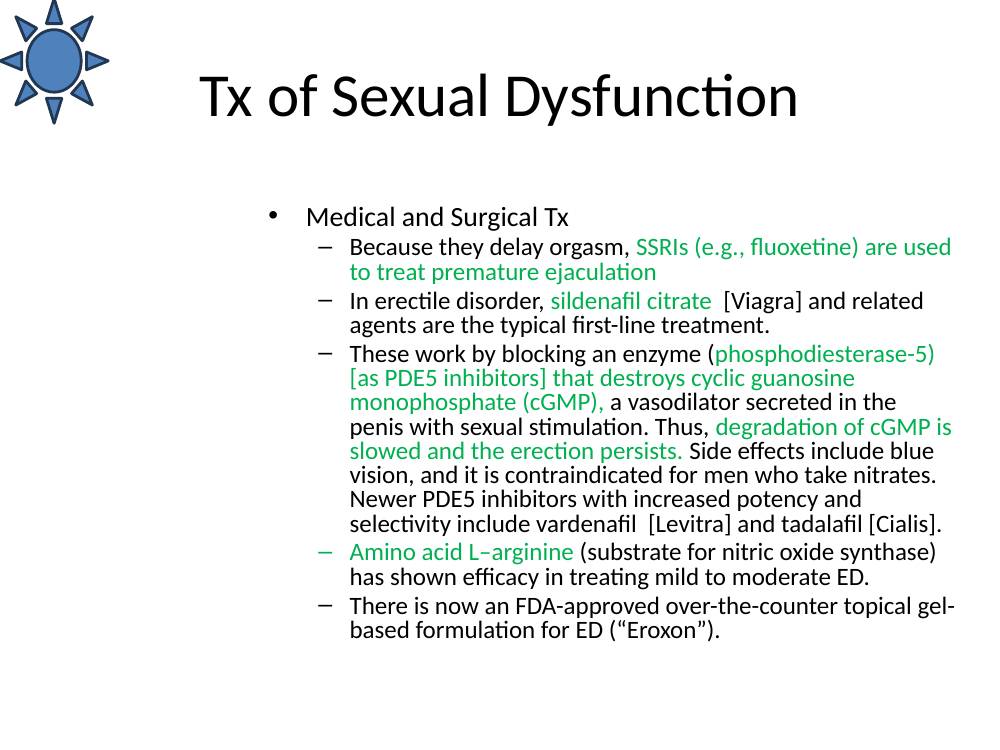 Tx of Sexual Dysfunction
• Medical and Surgical Tx
– Because they delay orgasm, SSRIs (e.g., fluoxetine) are used
to treat premature ejaculation
– In erectile disorder, sildenafil citrate [Viagra] and related
agents are the typical first-line treatment.
– These work by blocking an enzyme (phosphodiesterase-5)
[as PDE5 inhibitors] that destroys cyclic guanosine
monophosphate (cGMP), a vasodilator secreted in the
penis with sexual stimulation. Thus, degradation of cGMP is
slowed and the erection persists. Side effects include blue
vision, and it is contraindicated for men who take nitrates.
Newer PDE5 inhibitors with increased potency and
selectivity include vardenafil [Levitra] and tadalafil [Cialis].
– Amino acid L–arginine (substrate for nitric oxide synthase)
has shown efficacy in treating mild to moderate ED.
– There is now an FDA-approved over-the-counter topical gel-
based formulation for ED (“Eroxon”).